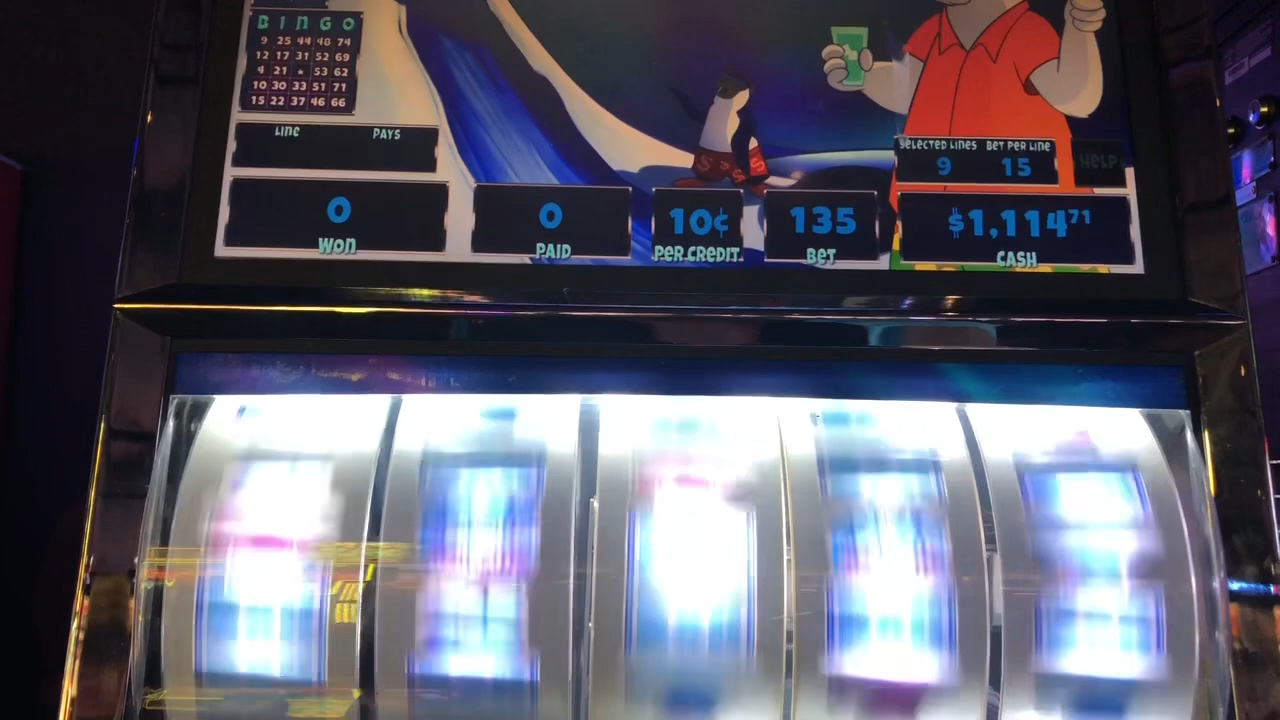 BINGO
9 25 44 48 74
12 17 31 52 69
4 21 * 53 62
10 30 33 51 71
15 22 37 46 66
LINE PAYS
SELECTED LINES BET PER LINE
9 15
HELP
0
WON
0
PAID
10¢
PER CREDIT
135
BET
$1,114⁷¹
CASH